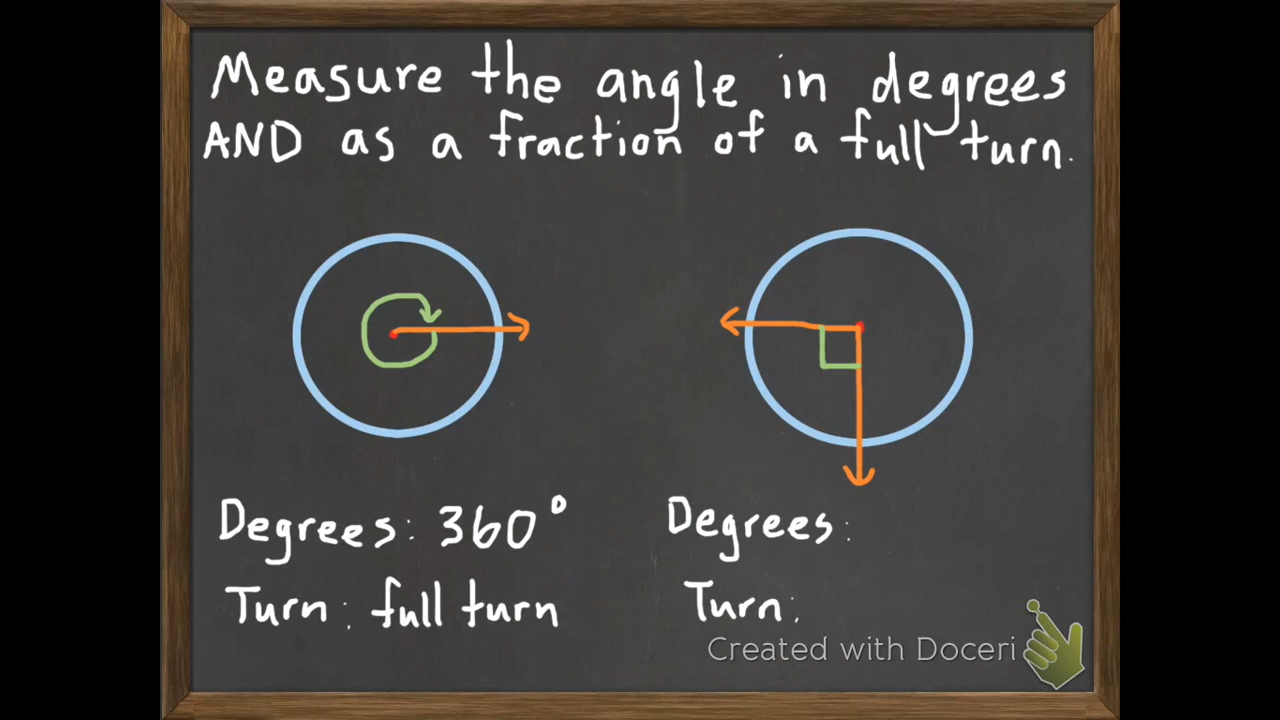 Measure the angle in degrees
AND as a fraction of a full turn.
Degrees: 360°
Turn: full turn
Degrees:
Turn:
Created with Doceri